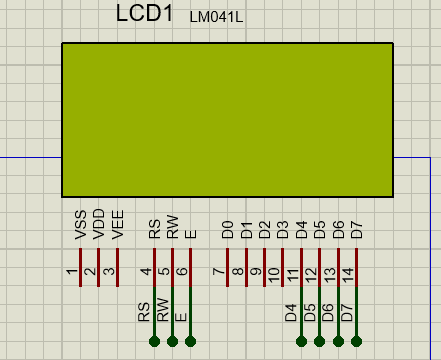 LCD1 LM041L
VSS VDD VEE RS RW E D0 D1 D2 D3 D4 D5 D6 D7
1 2 3 4 5 6 7 8 9 10 11 12 13 14
RS RW E D4 D5 D6 D7